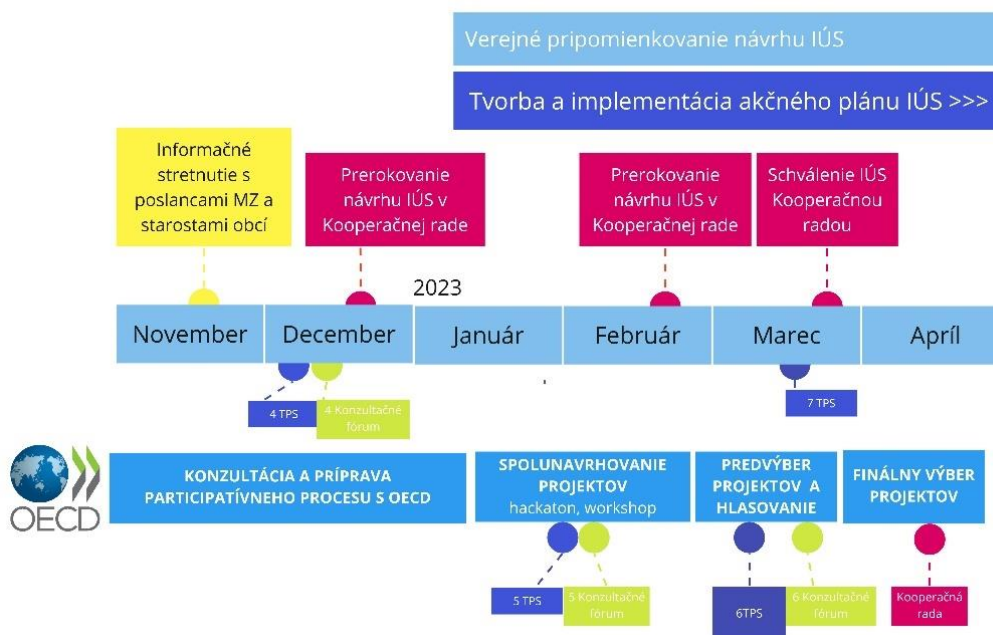 Verejné pripomienkovanie návrhu IÚS
Tvorba a implementácia akčného plánu IÚS >>>
Informačné
stretnutie s
poslancami MZ a
starostami obcí
Prerokovanie
návrhu IÚS v
Kooperačnej rade
Prerokovanie
návrhu IÚS v
Kooperačnej rade
Schválenie IÚS
Kooperačnou
radou
2023
November
December
Január
Február
Marec
Apríl
4 TPS
4 Konzultačné
fórum
7 TPS
OECD
KONZULTÁCIA A PRÍPRAVA
PARTICIPATÍVNEHO PROCESU S OECD
SPOLUNAVRHOVANIE
PROJEKTOV
hackaton, workshop
PREDVÝBER
PROJEKTOV A
HLASOVANIE
FINÁLNY VÝBER
PROJEKTOV
5 TPS
5 Konzultačné
fórum
6TPS
6 Konzultačné
fórum
Kooperačná
rada